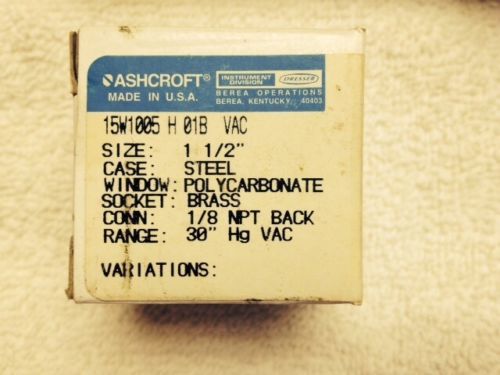 ASHCROFT®
MADE IN U.S.A.
INSTRUMENT
DIVISION
DRESSER
BEREA OPERATIONS
BEREA, KENTUCKY, 40403
15W1005 H 01B VAC
SIZE: 1 1/2"
CASE: STEEL
WINDOW: POLYCARBONATE
SOCKET: BRASS
CONN: 1/8 NPT BACK
RANGE: 30" Hg VAC
VARIATIONS: